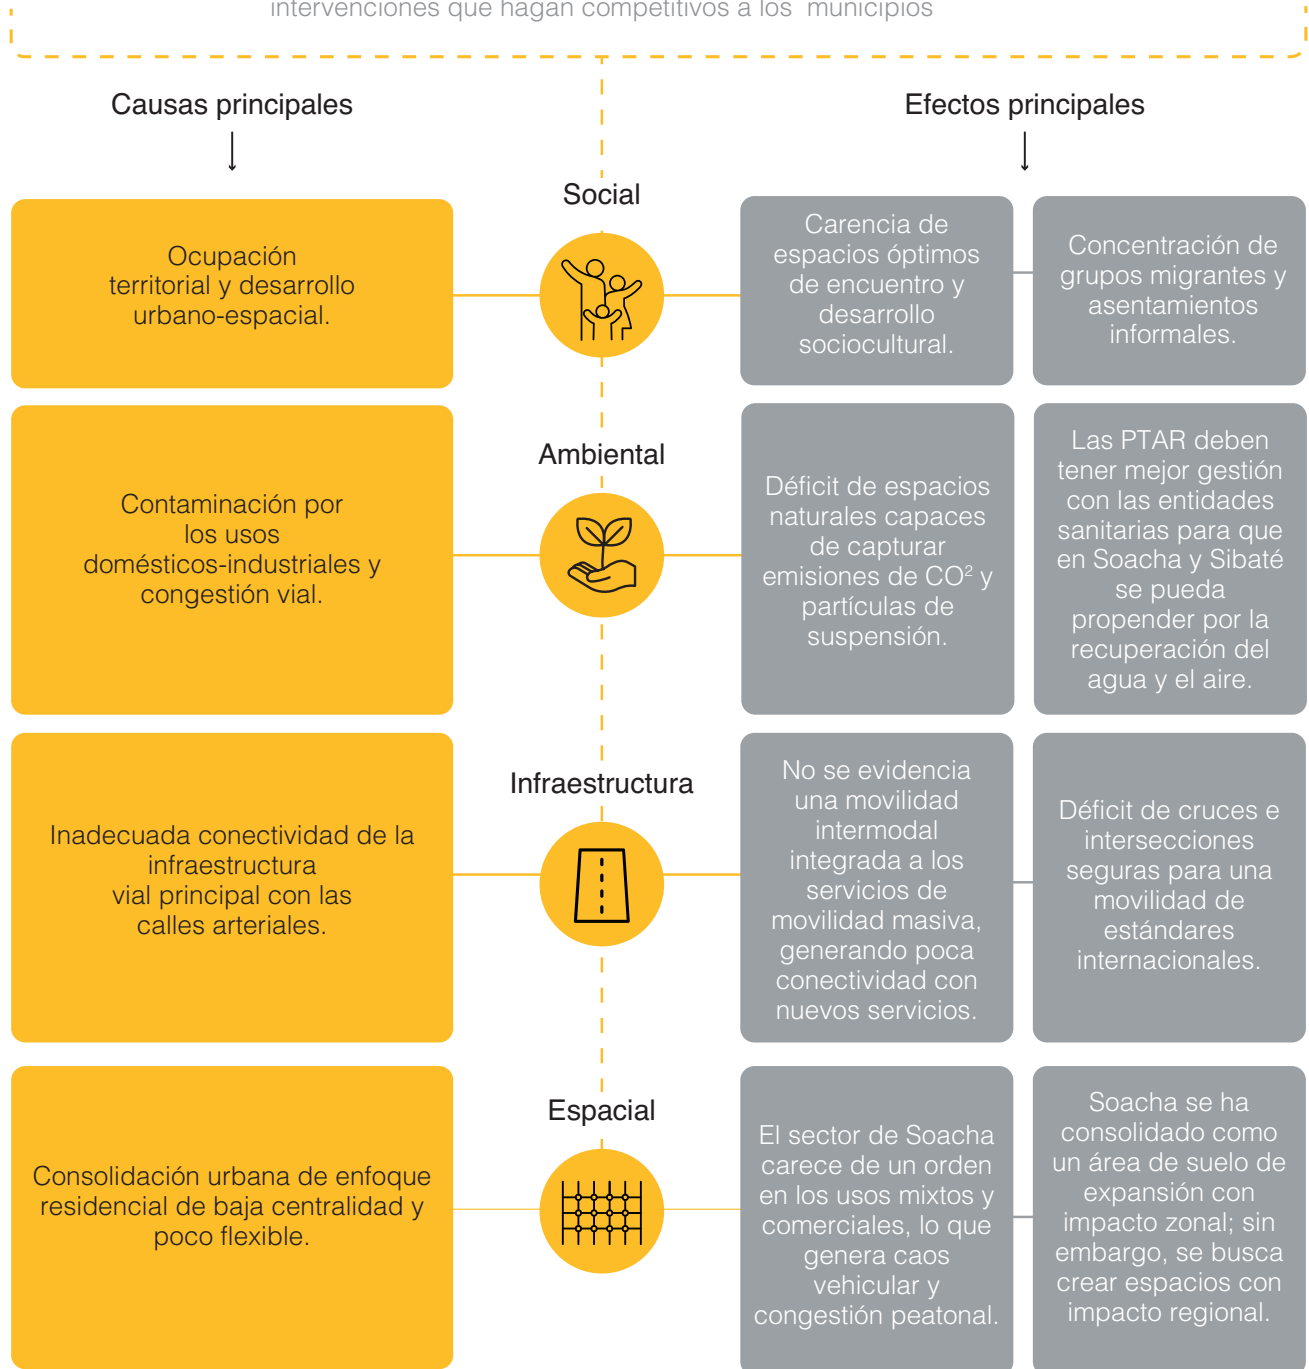 intervenciones que hagan competitivos a los municipios
Causas principales
Efectos principales
Social
Ocupación
territorial y desarrollo
urbano-espacial.
Carencia de
espacios óptimos
de encuentro y
desarrollo
sociocultural.
Concentración de
grupos migrantes y
asentamientos
informales.
Ambiental
Contaminación por
los usos
domésticos-industriales y
congestión vial.
Déficit de espacios
naturales capaces
de capturar
emisiones de CO² y
partículas de
suspensión.
Las PTAR deben
tener mejor gestión
con las entidades
sanitarias para que
en Soacha y Sibaté
se pueda
propender por la
recuperación del
agua y el aire.
Infraestructura
Inadecuada conectividad de la
infraestructura
vial principal con las
calles arteriales.
No se evidencia
una movilidad
intermodal
integrada a los
servicios de
movilidad masiva,
generando poca
conectividad con
nuevos servicios.
Déficit de cruces e
intersecciones
seguras para una
movilidad de
estándares
internacionales.
Espacial
Consolidación urbana de enfoque
residencial de baja centralidad y
poco flexible.
El sector de Soacha
carece de un orden
en los usos mixtos y
comerciales, lo que
genera caos
vehicular y
congestión peatonal.
Soacha se ha
consolidado como
un área de suelo de
expansión con
impacto zonal; sin
embargo, se busca
crear espacios con
impacto regional.